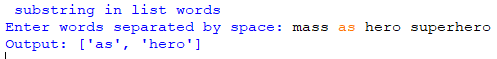 substring in list words
Enter words separated by space: mass as hero superhero
Output: ['as', 'hero']